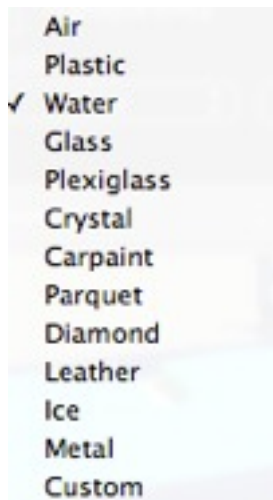 Air
Plastic
✓ Water
Glass
Plexiglass
Crystal
Carpaint
Parquet
Diamond
Leather
Ice
Metal
Custom